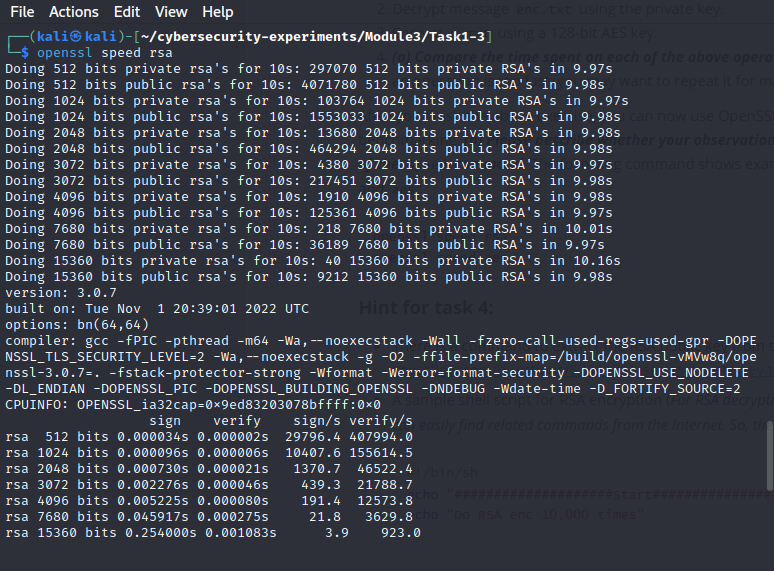 File Actions Edit View Help
┌──(kali㉿kali)-[~/cybersecurity-experiments/Module3/Task1-3]
└─$ openssl speed rsa
Doing 512 bits private rsa's for 10s: 297070 512 bits private RSA's in 9.97s
Doing 512 bits public rsa's for 10s: 4071780 512 bits public RSA's in 9.98s
Doing 1024 bits private rsa's for 10s: 103764 1024 bits private RSA's in 9.97s
Doing 1024 bits public rsa's for 10s: 1553033 1024 bits public RSA's in 9.98s
Doing 2048 bits private rsa's for 10s: 13680 2048 bits private RSA's in 9.98s
Doing 2048 bits public rsa's for 10s: 464294 2048 bits public RSA's in 9.98s
Doing 3072 bits private rsa's for 10s: 4380 3072 bits private RSA's in 9.97s
Doing 3072 bits public rsa's for 10s: 217451 3072 bits public RSA's in 9.98s
Doing 4096 bits private rsa's for 10s: 1910 4096 bits private RSA's in 9.98s
Doing 4096 bits public rsa's for 10s: 125361 4096 bits public RSA's in 9.97s
Doing 7680 bits private rsa's for 10s: 218 7680 bits private RSA's in 10.01s
Doing 7680 bits public rsa's for 10s: 36189 7680 bits public RSA's in 9.97s
Doing 15360 bits private rsa's for 10s: 40 15360 bits private RSA's in 10.16s
Doing 15360 bits public rsa's for 10s: 9212 15360 bits public RSA's in 9.98s
version: 3.0.7
built on: Tue Nov  1 20:39:01 2022 UTC
options: bn(64,64)
compiler: gcc -fPIC -pthread -m64 -Wa,--noexecstack -Wall -fzero-call-used-regs=used-gpr -DOPE
NSSL_TLS_SECURITY_LEVEL=2 -Wa,--noexecstack -g -O2 -ffile-prefix-map=/build/openssl-vMVw8q/ope
nssl-3.0.7=. -fstack-protector-strong -Wformat -Werror=format-security -DOPENSSL_USE_NODELETE
-DL_ENDIAN -DOPENSSL_PIC -DOPENSSL_BUILDING_OPENSSL -DNDEBUG -Wdate-time -D_FORTIFY_SOURCE=2
CPUINFO: OPENSSL_ia32cap=0×9ed83203078bffff:0×0
                  sign    verify    sign/s verify/s
rsa  512 bits 0.000034s 0.000002s  29796.4 407994.0
rsa 1024 bits 0.000096s 0.000006s  10407.6 155614.5
rsa 2048 bits 0.000730s 0.000021s   1370.7  46522.4
rsa 3072 bits 0.002276s 0.000046s    439.3  21788.7
rsa 4096 bits 0.005225s 0.000080s    191.4  12573.8
rsa 7680 bits 0.045917s 0.000275s     21.8   3629.8
rsa 15360 bits 0.254000s 0.001083s      3.9    923.0
2. Decrypt message enc.txt using the private key
using a 128-bit AES key.
Hint for task 4: